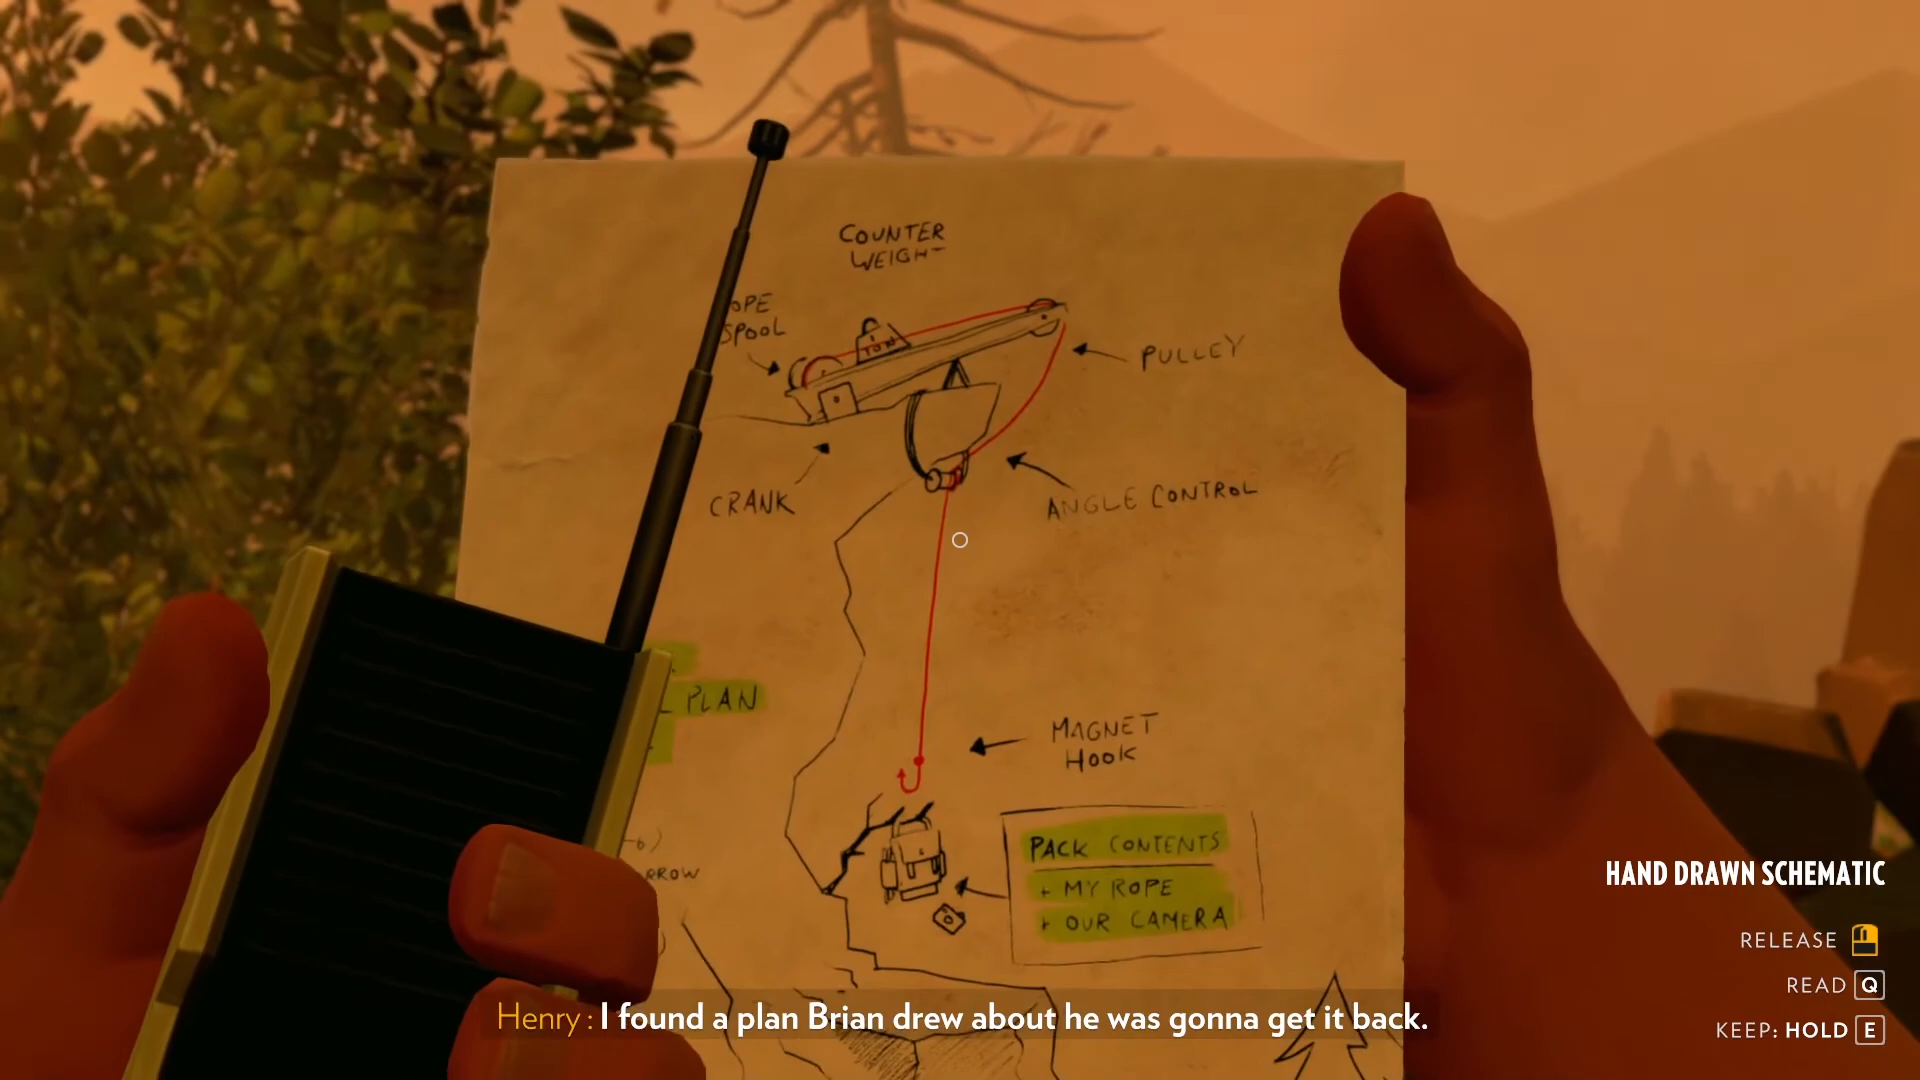 COUNTER
WEIGHT
SPOOL
PULLEY
CRANK
ANGLE CONTROL
PLAN
MAGNET
HOOK
PACK CONTENTS
+ MY ROPE
+ OUR CAMERA
TON
HAND DRAWN SCHEMATIC
RELEASE
READ Q
KEEP: HOLD E
Henry : I found a plan Brian drew about he was gonna get it back.